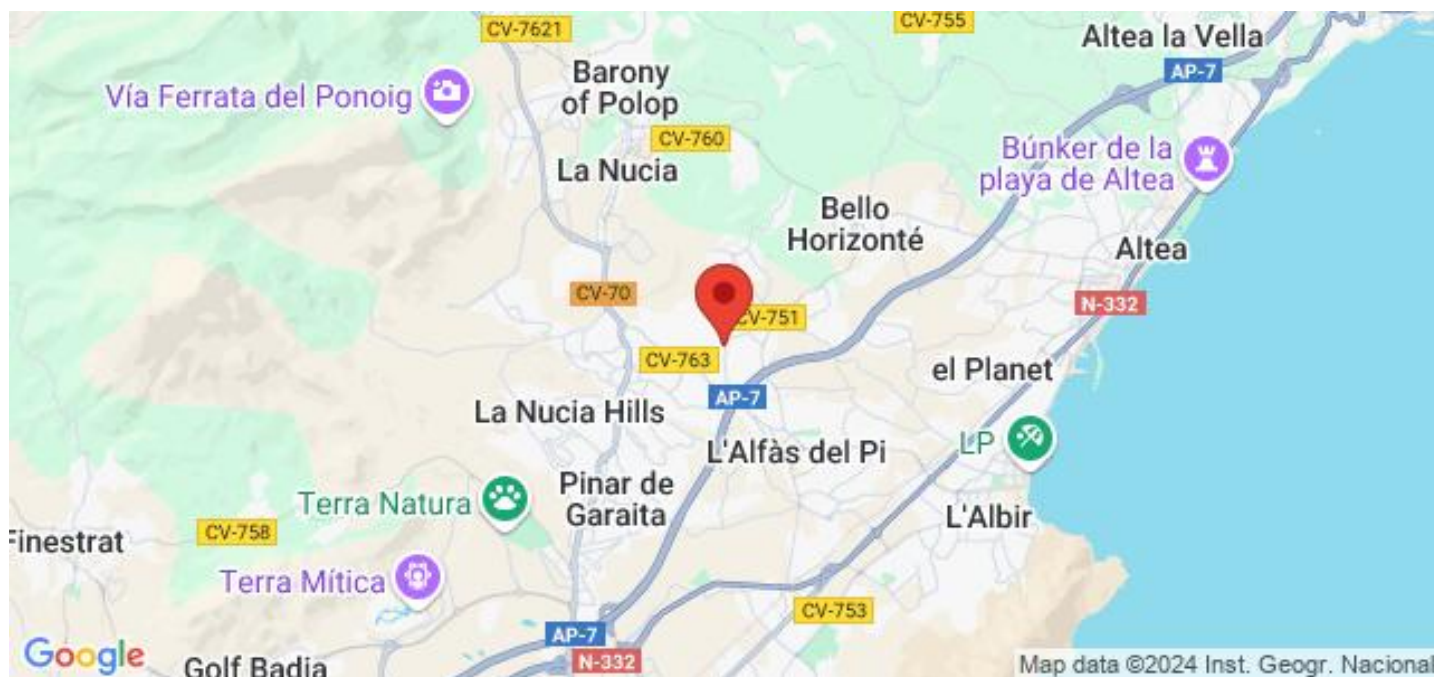 CV-7621
CV-755
Altea la Vella
AP-7
Vía Ferrata del Ponoig
Barony
of Polop
CV-760
La Nucia
Búnker de la
playa de Altea
Bello
Horizonté
Altea
CV-70
N-332
CV-751
CV-763
el Planet
AP-7
La Nucia Hills
L'Alfàs del Pi
LP
Terra Natura
Pinar de
Garaita
L'Albir
Finestrat
CV-758
Terra Mítica
CV-753
AP-7
N-332
Google
Golf Badia
Map data ©2024 Inst. Geogr. Nacional